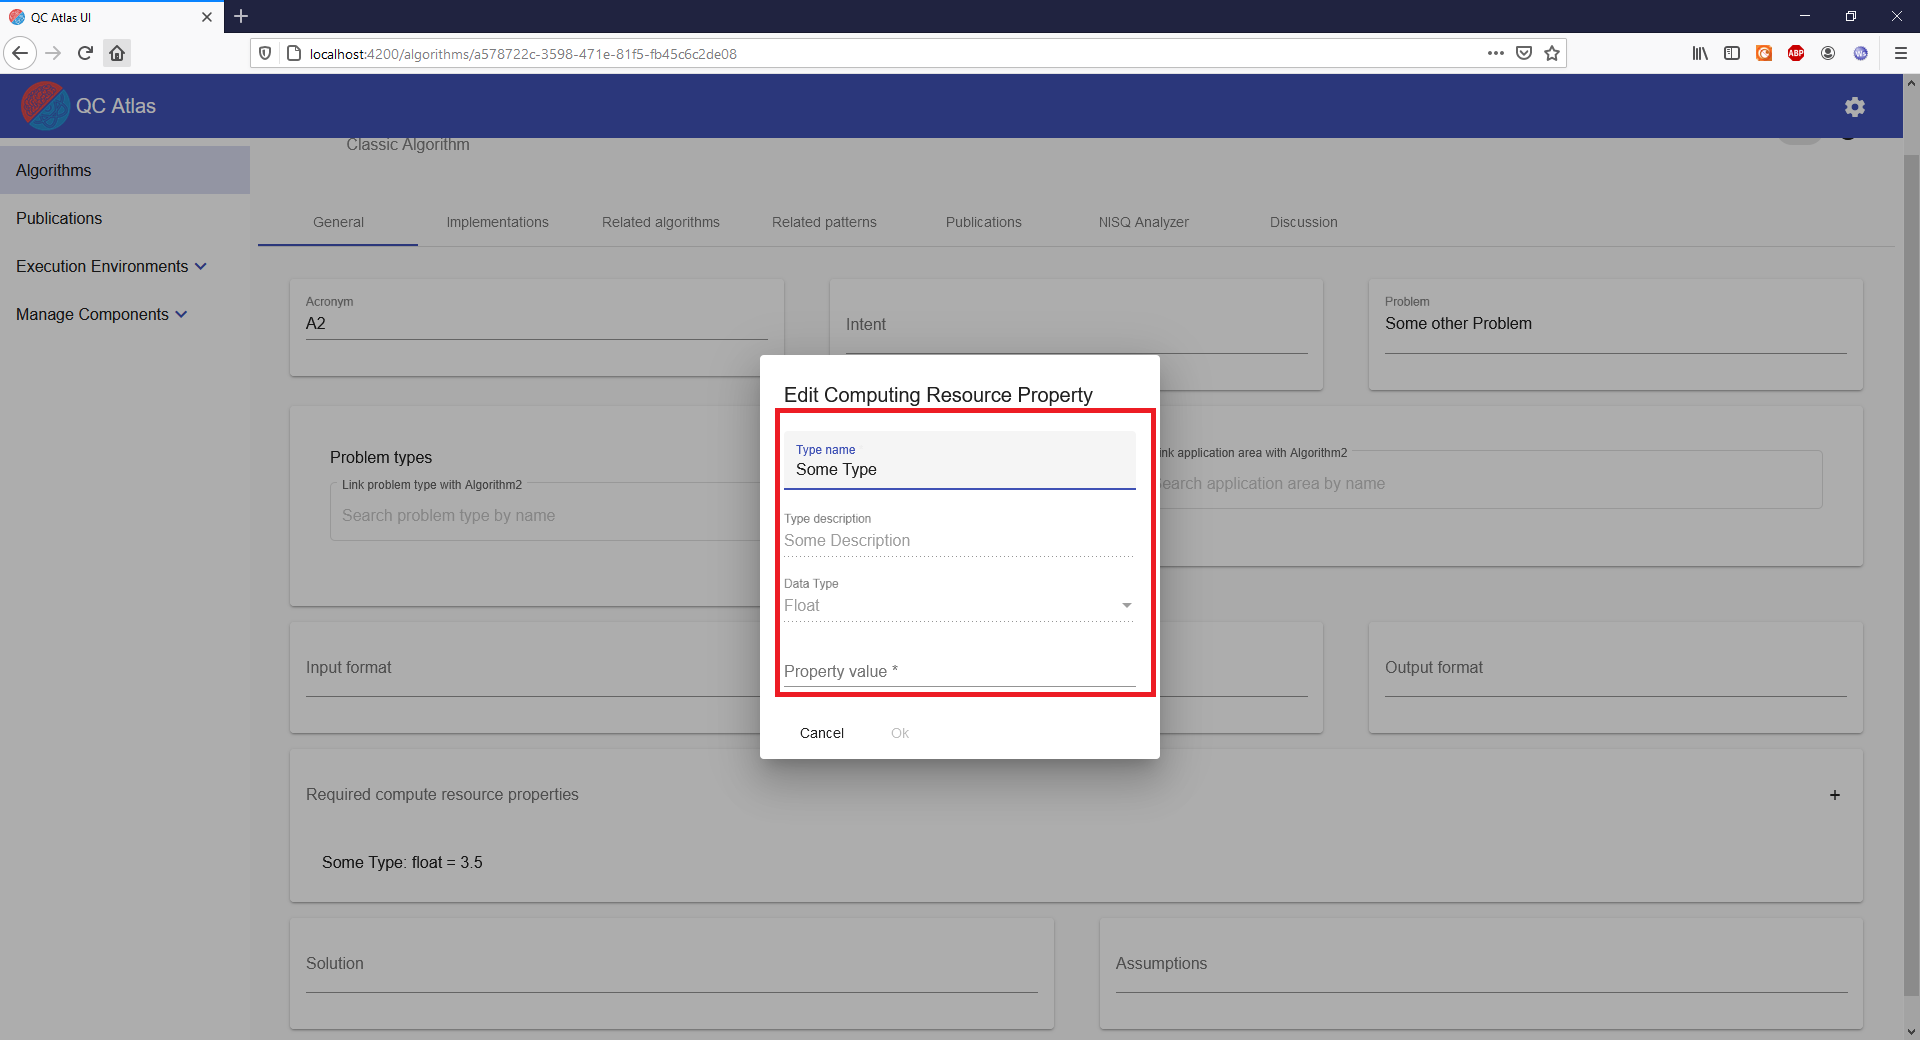 QC Atlas UI
localhost:4200/algorithms/a578722c-3598-471e-81f5-fb45c6c2de08
ABP
QC Atlas
Classic Algorithm
Algorithms
Publications
Execution Environments
Manage Components
General Implementations Related algorithms Related patterns Publications NISQ Analyzer Discussion
Acronym
A2
Intent
Problem
Some other Problem
Problem types
Link problem type with Algorithm2
Search problem type by name
nk application area with Algorithm2
earch application area by name
Edit Computing Resource Property
Type name
Some Type
Type description
Some Description
Data Type
Float
Property value *
Cancel Ok
Input format
Output format
Required compute resource properties +
Some Type: float = 3.5
Solution
Assumptions